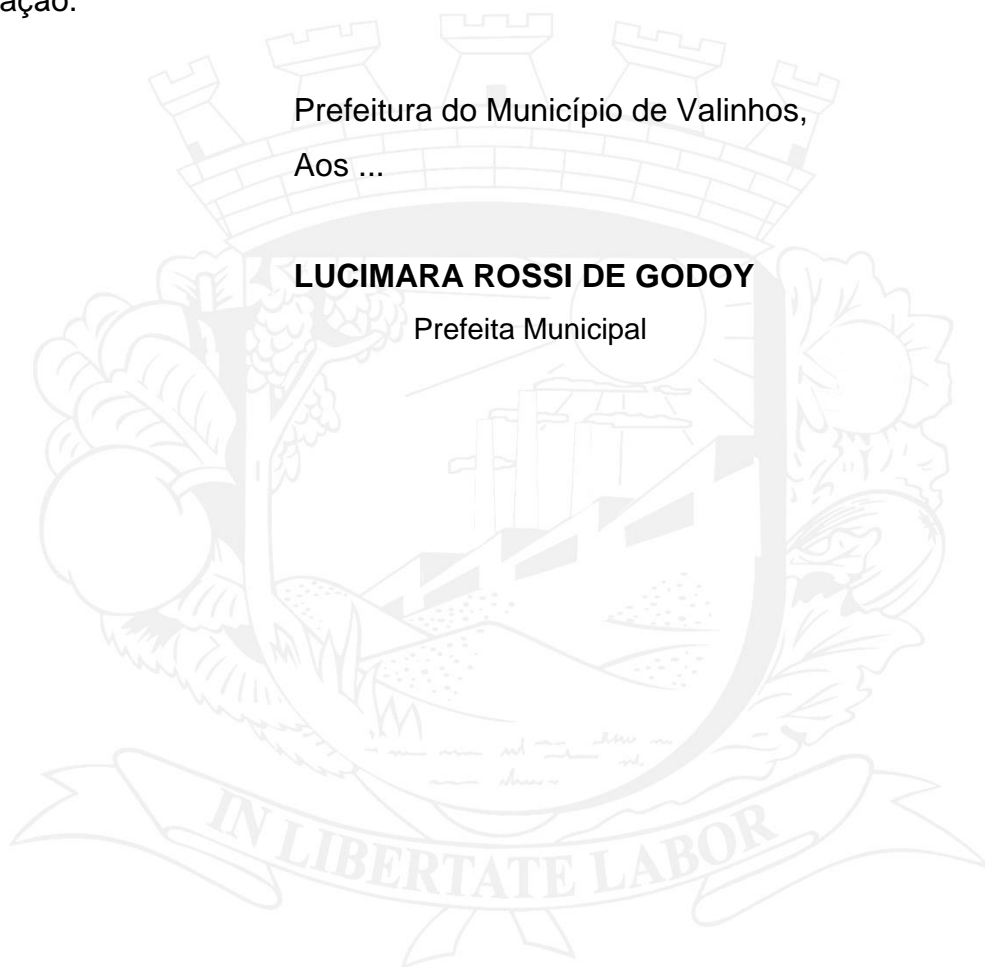 ação.
Prefeitura do Município de Valinhos,
Aos ...
LUCIMARA ROSSI DE GODOY
Prefeita Municipal
IN LIBERTATE LABOR